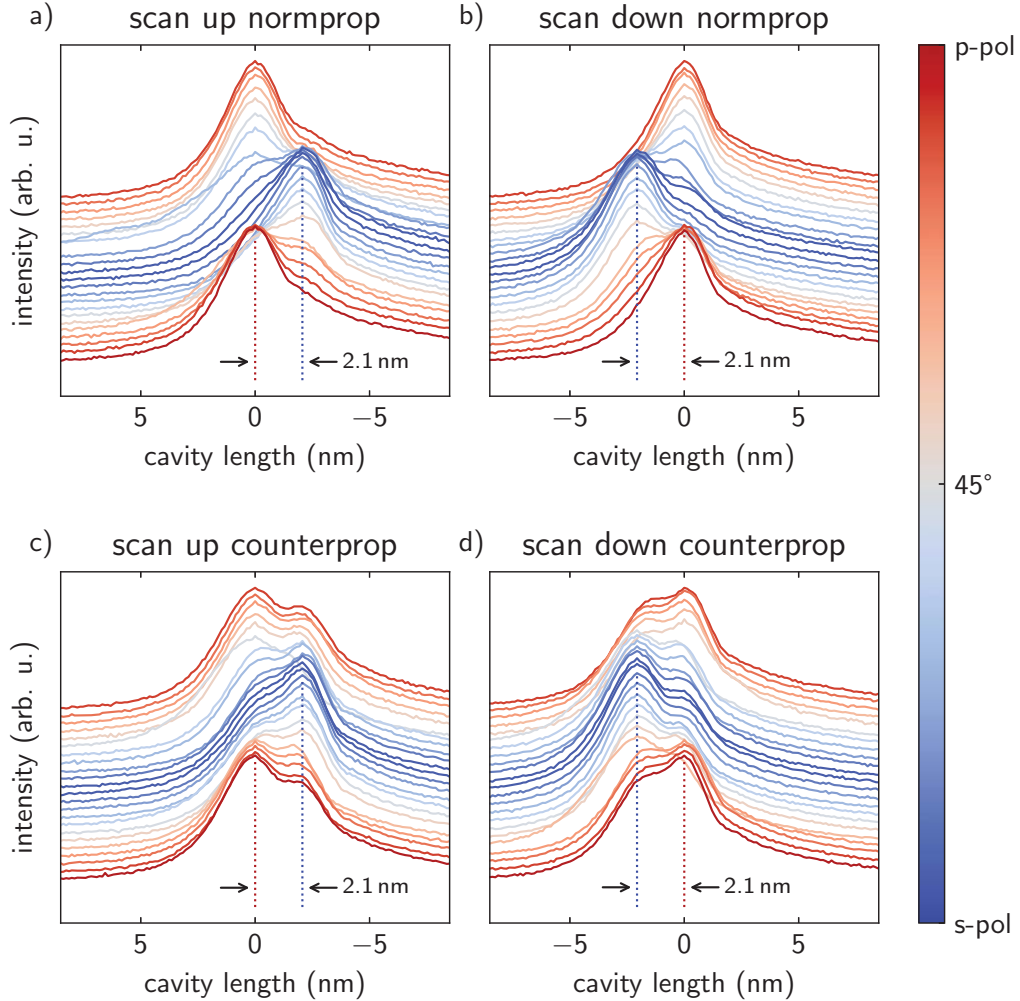 a) scan up normprop
intensity (arb. u.)
2.1 nm
5 0 −5
cavity length (nm)
b) scan down normprop
2.1 nm
−5 0 5
cavity length (nm)
c) scan up counterprop
intensity (arb. u.)
2.1 nm
5 0 −5
cavity length (nm)
d) scan down counterprop
2.1 nm
−5 0 5
cavity length (nm)
p-pol
45°
s-pol